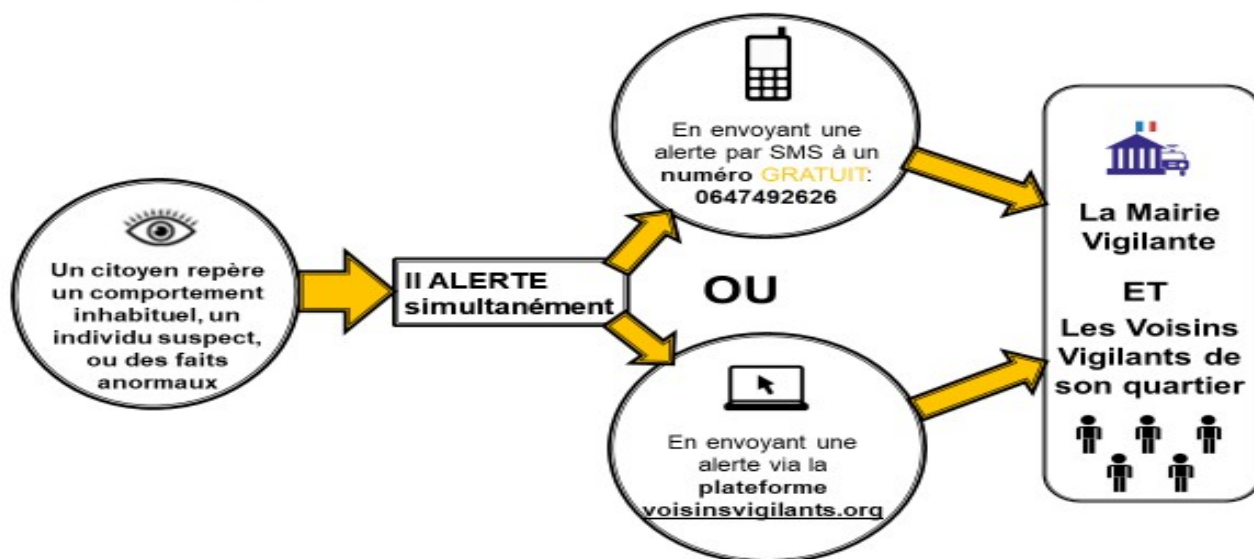 Un citoyen repère
un comportement
inhabituel, un
individu suspect,
ou des faits
anormaux
Il ALERTE
simultanément
En envoyant une
alerte par SMS à un
numéro GRATUIT:
0647492626
OU
En envoyant une
alerte via la
plateforme
voisinsvigilants.org
La Mairie
Vigilante
ET
Les Voisins
Vigilants de
son quartier